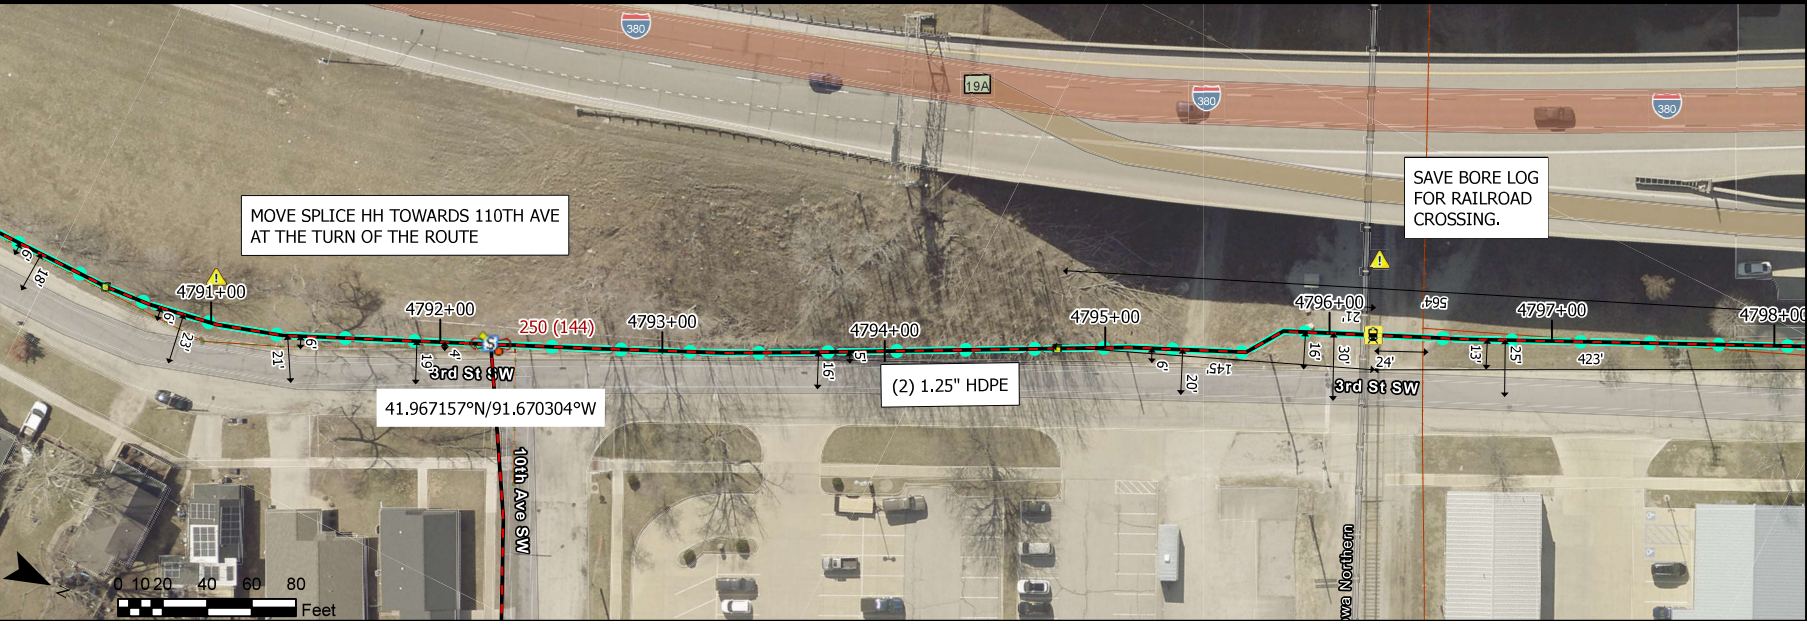 380
19A
380
380
SAVE BORE LOG
FOR RAILROAD
CROSSING.
MOVE SPLICE HH TOWARDS 110TH AVE
AT THE TURN OF THE ROUTE
6'
18'
4791+00
6'
23'
21'
6'
4792+00
19'
4'
S
250 (144)
3rd St SW
41.967157°N/91.670304°W
4793+00
4794+00
16'
5'
(2) 1.25" HDPE
4795+00
6'
20'
145'
4796+00
21'
16'
30'
24'
564'
3rd St SW
4797+00
13'
25'
423'
4798+00
10th Ave SW
Iowa Northern
N
0 10 20 40 60 80
Feet